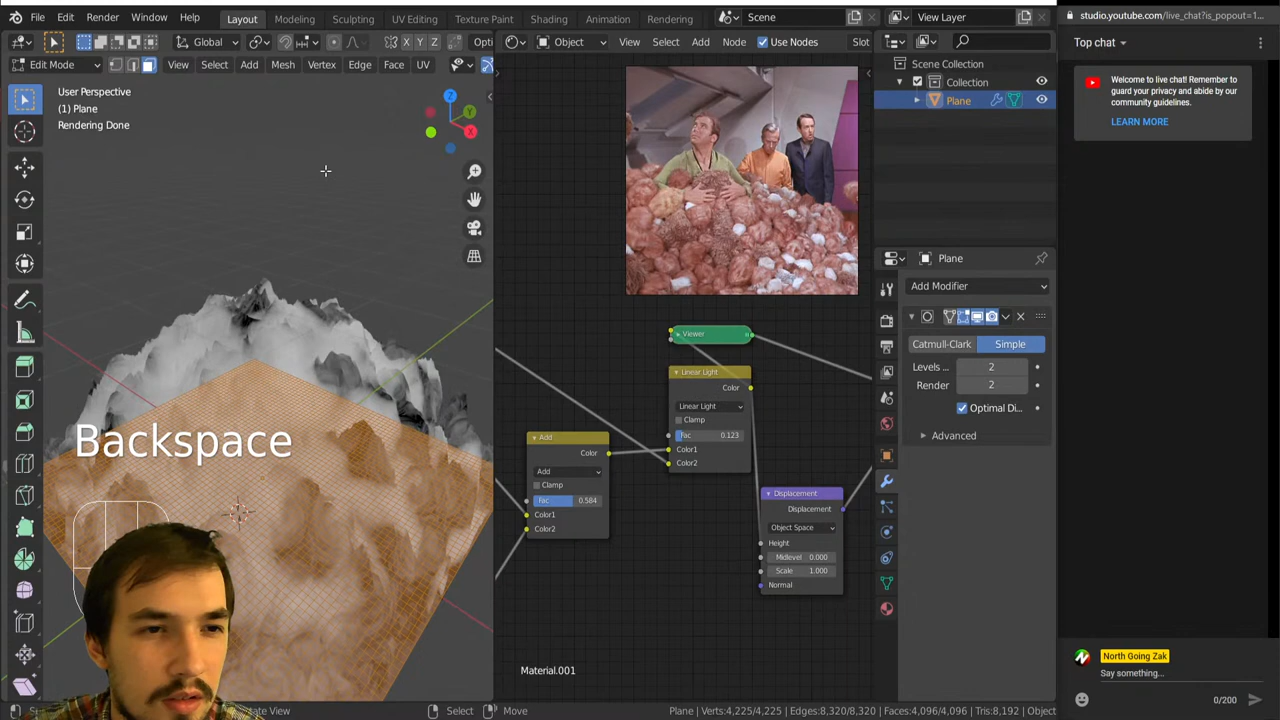 File Edit Render Window Help Layout Modeling Sculpting UV Editing Texture Paint Shading Animation Rendering Scene View Layer
studio.youtube.com/live_chat?is_popout=1...
Global Opti Object View Select Add Node Use Nodes Slot
Top chat
Edit Mode View Select Add Mesh Vertex Edge Face UV
Scene Collection
Collection
Plane
User Perspective
(1) Plane
Rendering Done
Welcome to live chat! Remember to
guard your privacy and abide by our
community guidelines.
LEARN MORE
X
Y
Z
Plane
Add Modifier
Catmull-Clark Simple
Levels ... 2
Render 2
Optimal Di...
Advanced
Viewer
Linear Light
Color
Linear Light
Clamp
Fac 0.123
Color1
Color2
Backspace
Add
Color
Add
Clamp
Fac 0.584
Color1
Color2
Displacement
Displacement
Object Space
Height
Midlevel 0.000
Scale 1.000
Normal
Material.001
North Going Zak
Say something...
0/200
Select Move Plane | Verts:4,225/4,225 | Edges:8,320/8,320 | Faces:4,096/4,096 | Tris:8,192 | Object